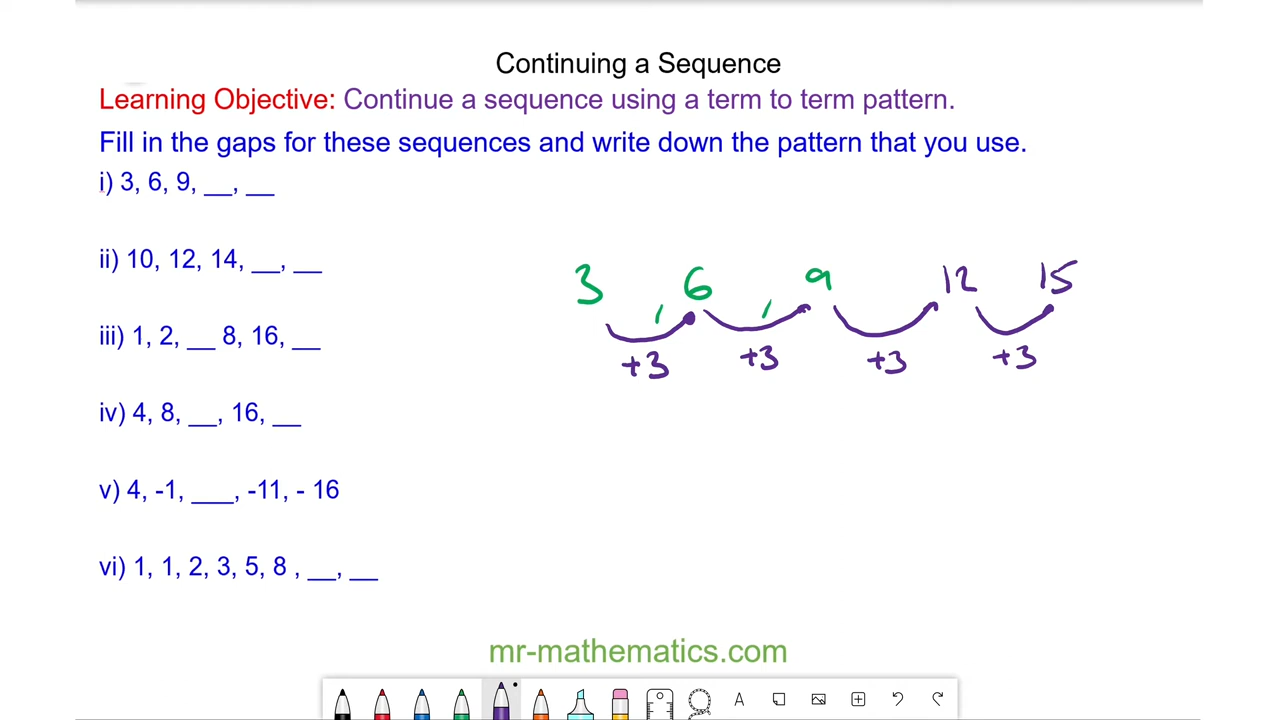 Continuing a Sequence
Learning Objective: Continue a sequence using a term to term pattern.
Fill in the gaps for these sequences and write down the pattern that you use.
i) 3, 6, 9, __, __
ii) 10, 12, 14, __, __
3 6 9 12 15
iii) 1, 2, __ 8, 16, __
+3 +3 +3 +3
iv) 4, 8, __, 16, __
v) 4, -1, ___, -11, - 16
vi) 1, 1, 2, 3, 5, 8 , __, __
mr-mathematics.com
A